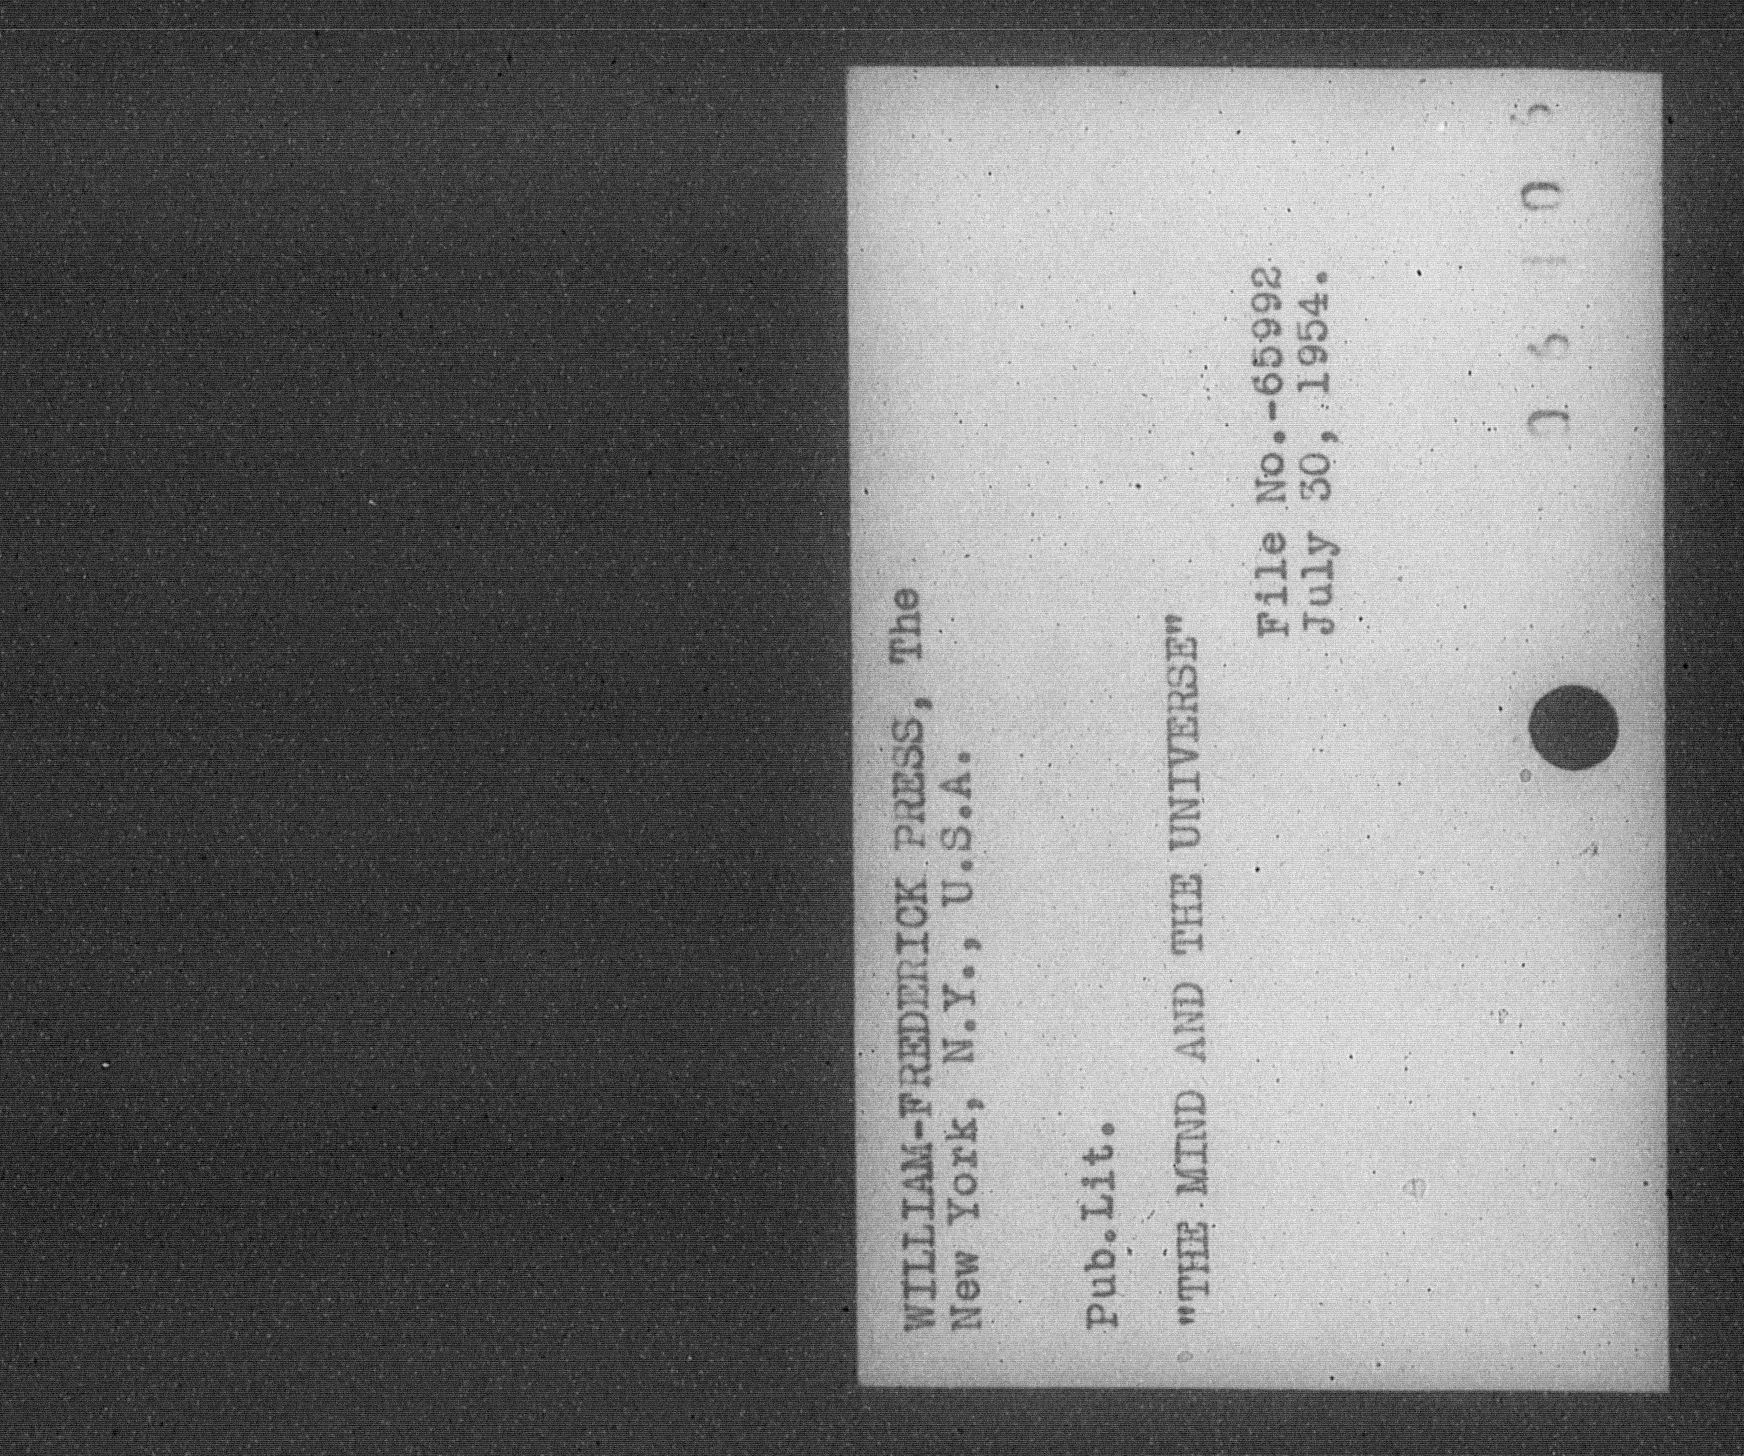 WILLIAM-FREDERICK PRESS, The
New York, N.Y., U.S.A.
Pub.Lit.
"THE MIND AND THE UNIVERSE"
File No.-65992
July 30, 1954.